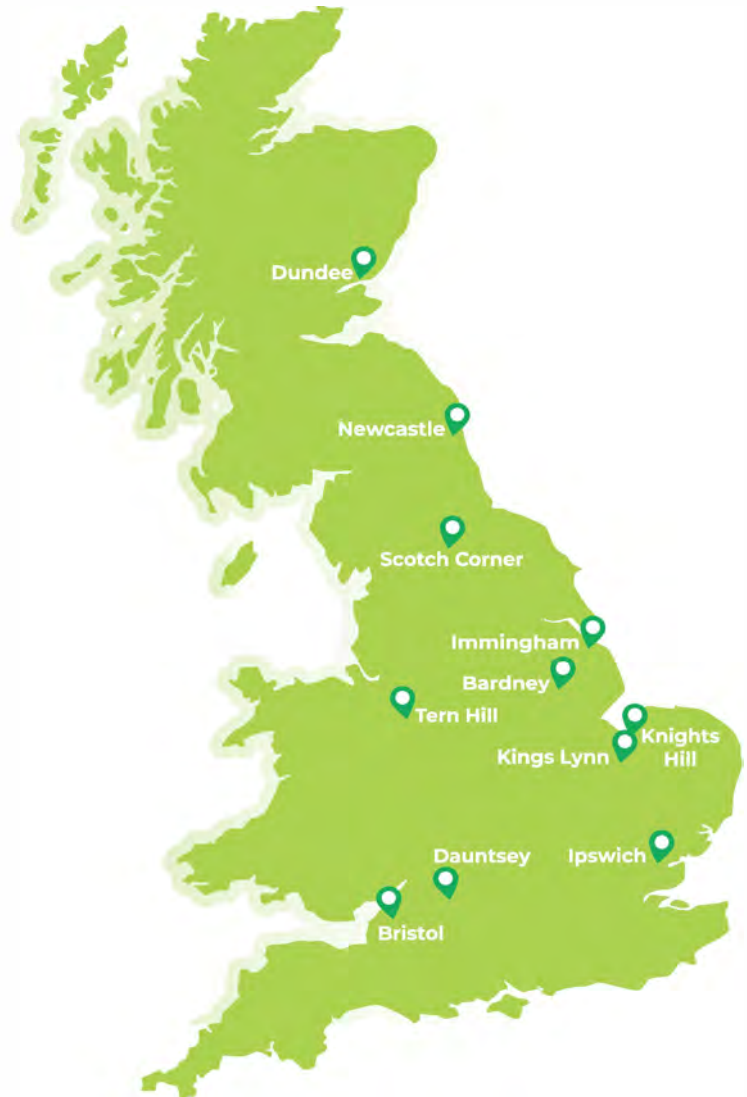 Dundee
Newcastle
Scotch Corner
Immingham
Bardney
Tern Hill
Knights
Hill
Kings Lynn
Dauntsey
Ipswich
Bristol